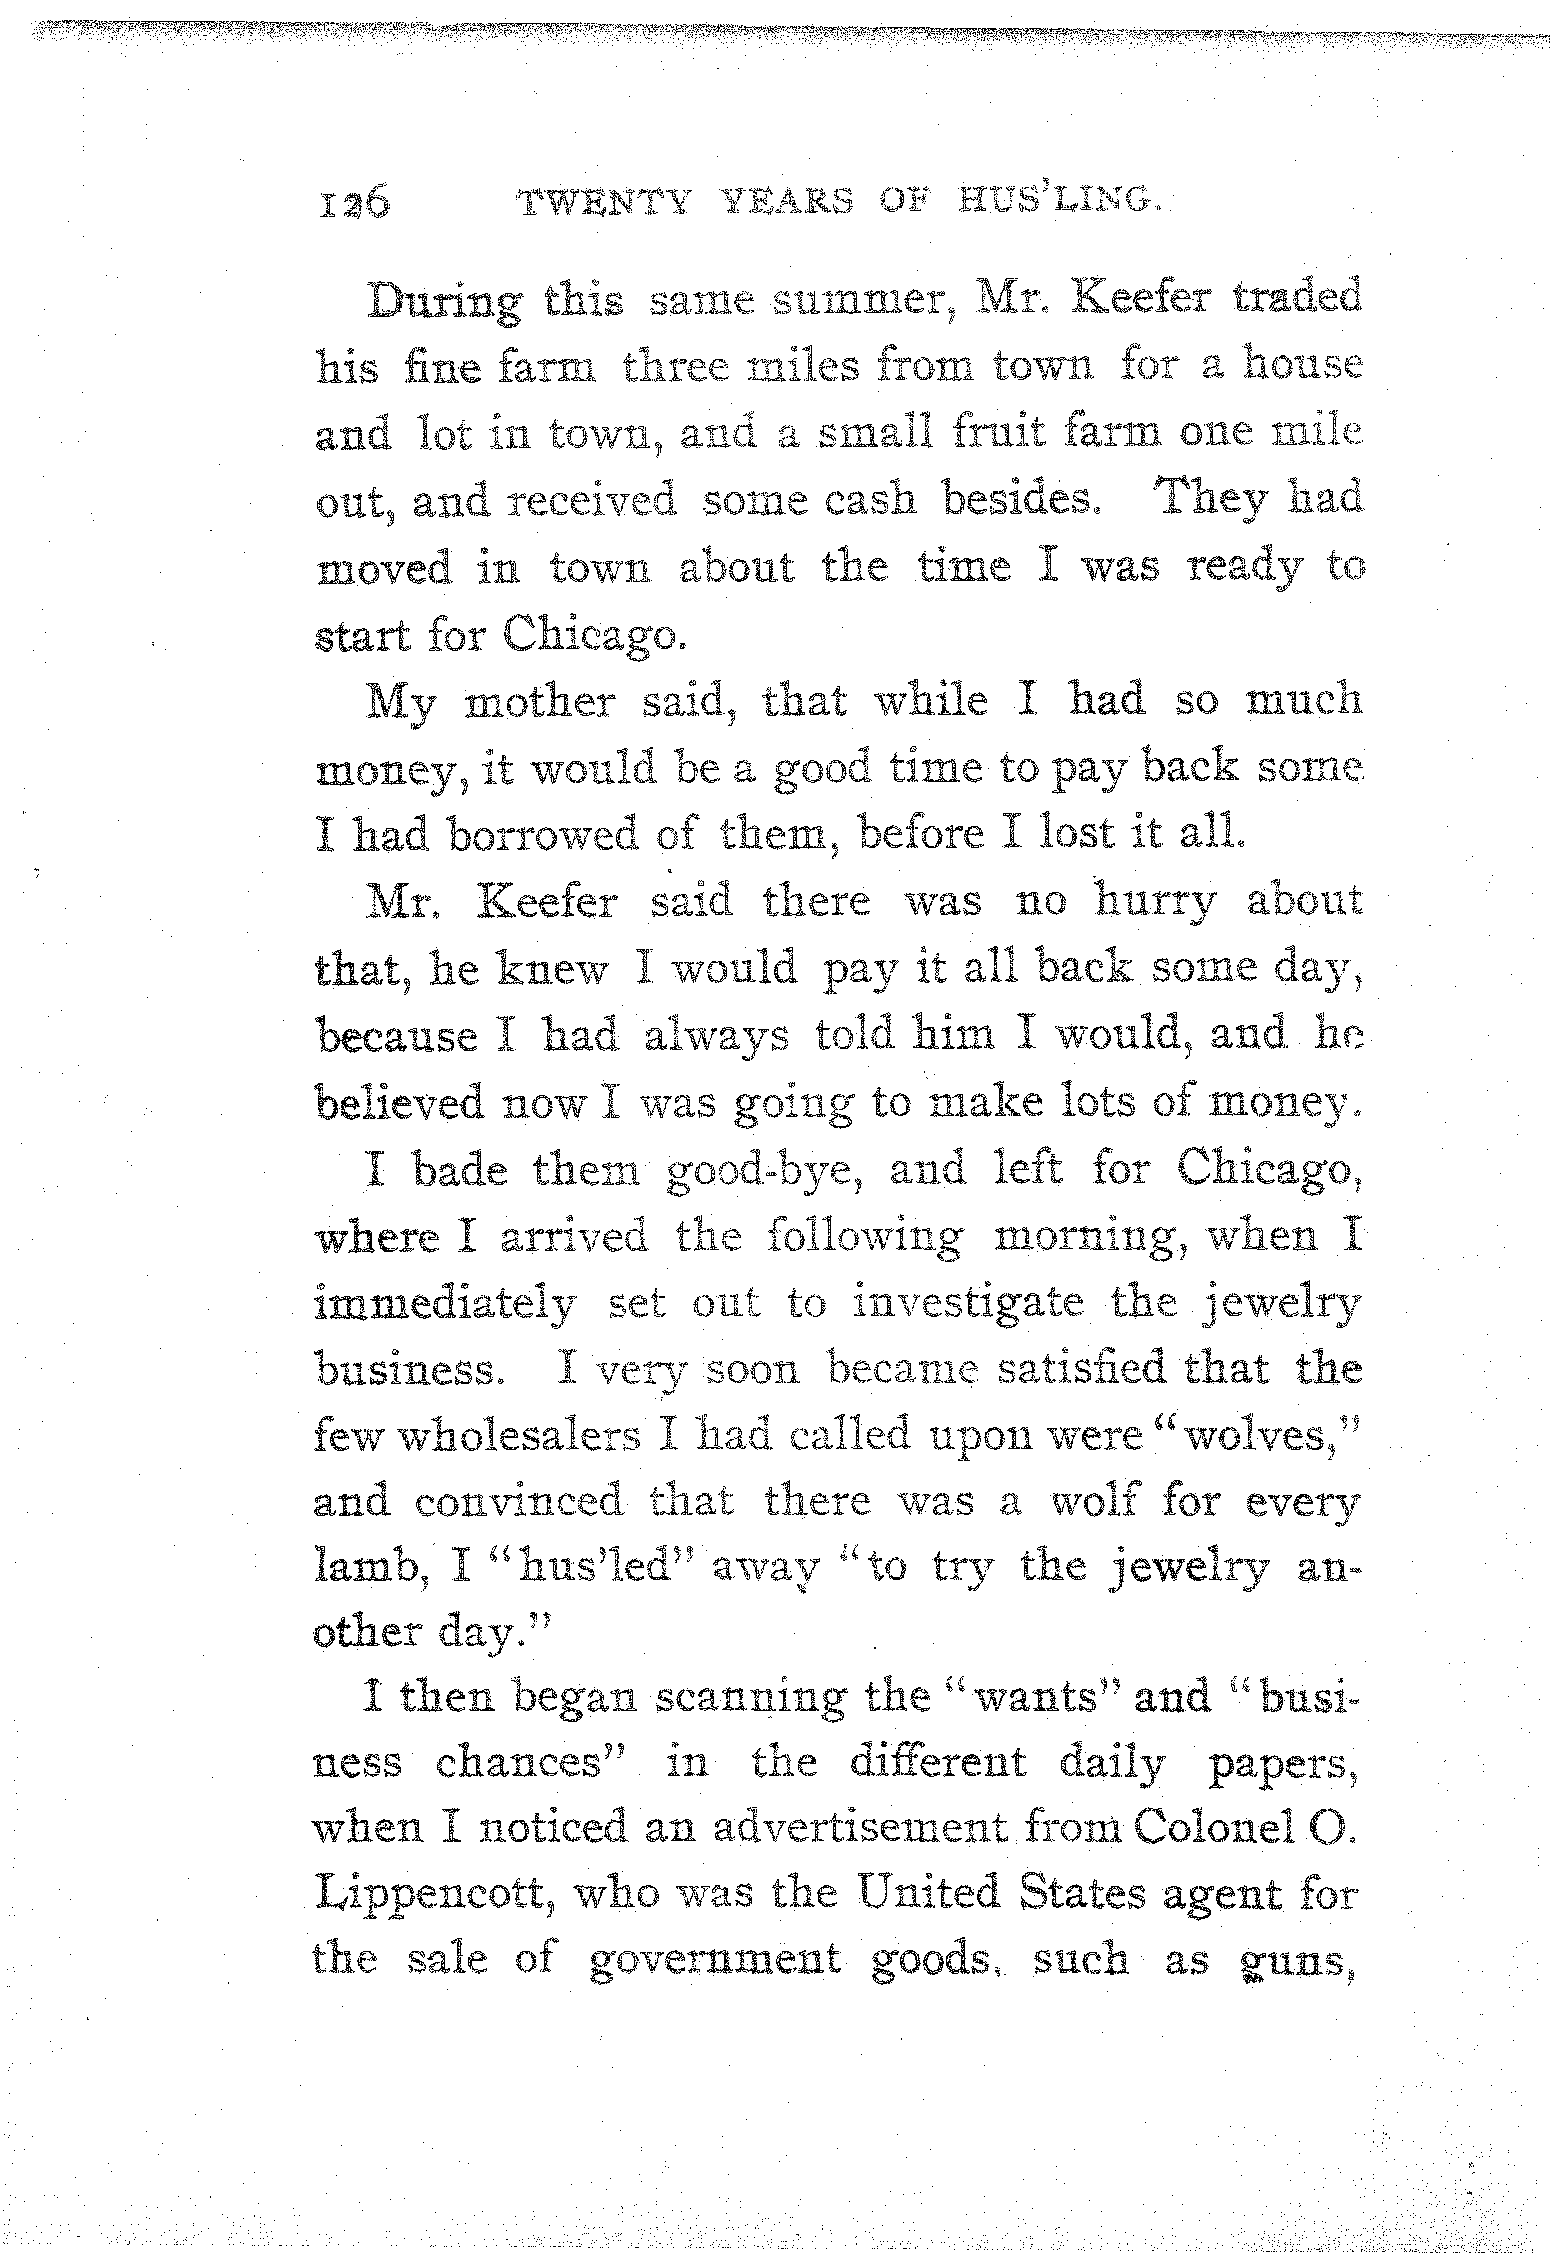 126 TWENTY YEARS OF HUS'LING.
During this same summer, Mr. Keefer traded
his fine farm three miles from town for a house
and lot in town, and a small fruit farm one mile
out, and received some cash besides. They had
moved in town about the time I was ready to
start for Chicago.
My mother said, that while I had so much
money, it would be a good time to pay back some
I had borrowed of them, before I lost it all.
Mr. Keefer said there was no hurry about
that, he knew I would pay it all back some day,
because I had always told him I would, and he
believed now I was going to make lots of money.
I bade them good-bye, and left for Chicago,
where I arrived the following morning, when I
immediately set out to investigate the jewelry
business. I very soon became satisfied that the
few wholesalers I had called upon were "wolves,"
and convinced that there was a wolf for every
lamb, I "hus'led" away "to try the jewelry an-
other day."
I then began scanning the "wants" and "busi-
ness chances" in the different daily papers,
when I noticed an advertisement from Colonel O.
Lippencott, who was the United States agent for
the sale of government goods, such as guns,